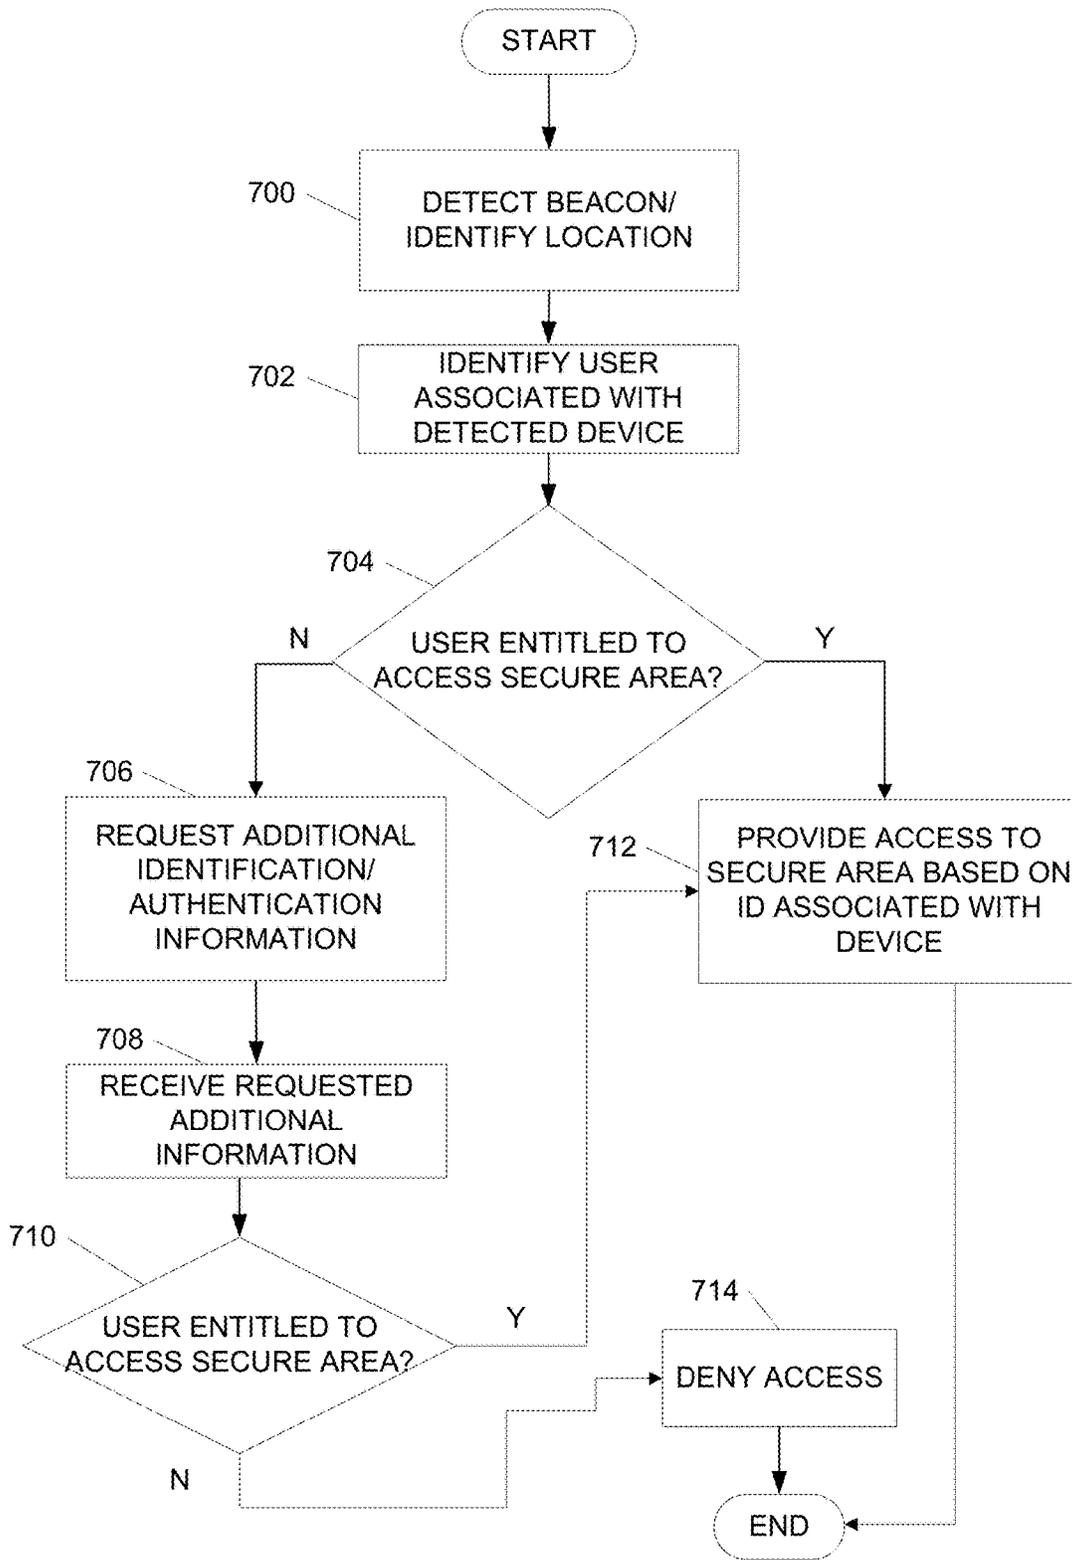 START
700
DETECT BEACON/
IDENTIFY LOCATION
702
IDENTIFY USER
ASSOCIATED WITH
DETECTED DEVICE
704
N
USER ENTITLED TO
ACCESS SECURE AREA?
Y
706
REQUEST ADDITIONAL
IDENTIFICATION/
AUTHENTICATION
INFORMATION
712
PROVIDE ACCESS TO
SECURE AREA BASED ON
ID ASSOCIATED WITH
DEVICE
708
RECEIVE REQUESTED
ADDITIONAL
INFORMATION
710
USER ENTITLED TO
ACCESS SECURE AREA?
Y
N
714
DENY ACCESS
END